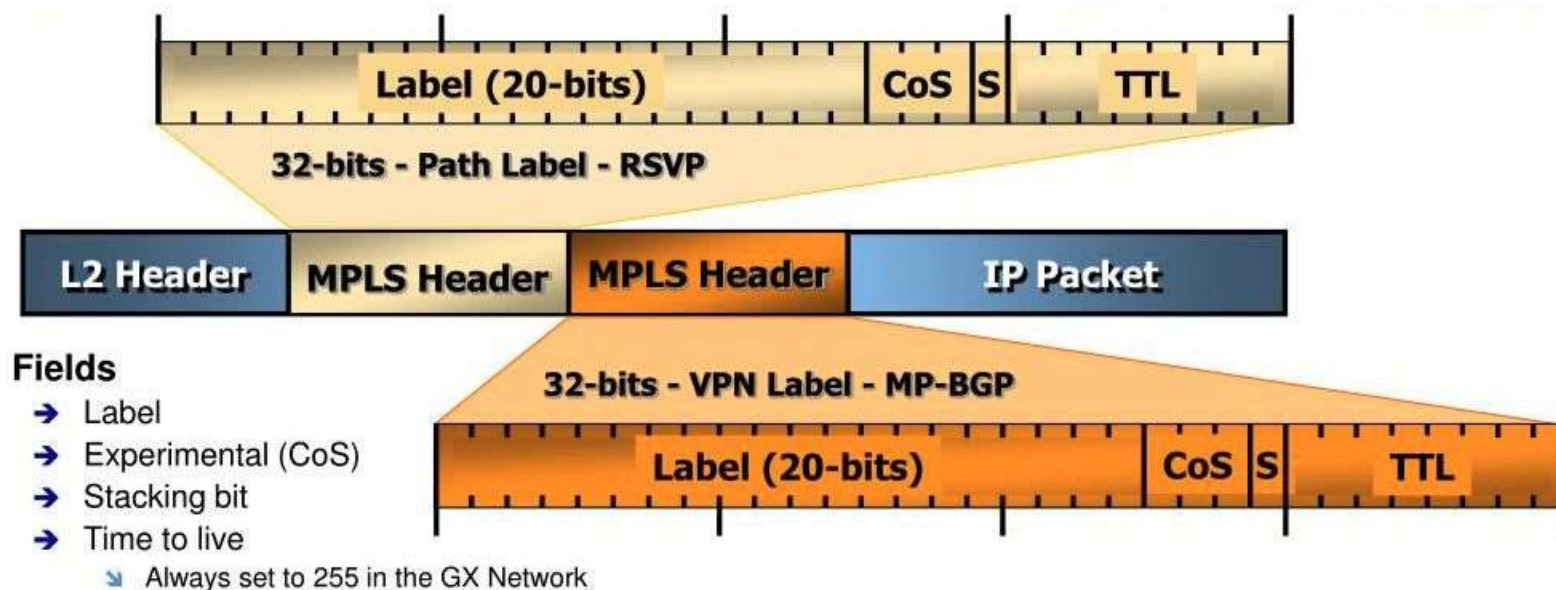 Label (20-bits) CoS S TTL
32-bits - Path Label - RSVP
L2 Header MPLS Header MPLS Header IP Packet
Fields
Label
Experimental (CoS)
Stacking bit
Time to live
Always set to 255 in the GX Network
32-bits - VPN Label - MP-BGP
Label (20-bits) CoS S TTL